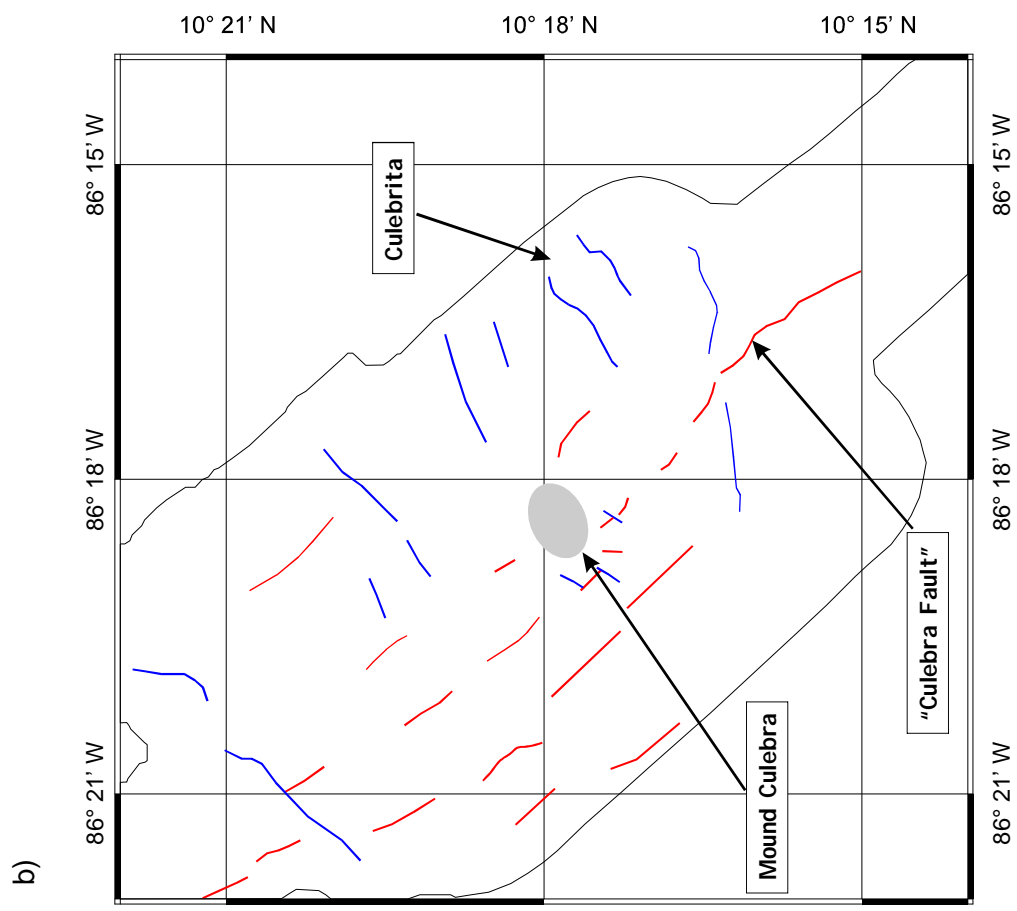 b)
10° 21' N
10° 18' N
10° 15' N
86° 15' W
86° 15' W
Culebrita
86° 18' W
86° 18' W
"Culebra Fault"
Mound Culebra
86° 21' W
86° 21' W